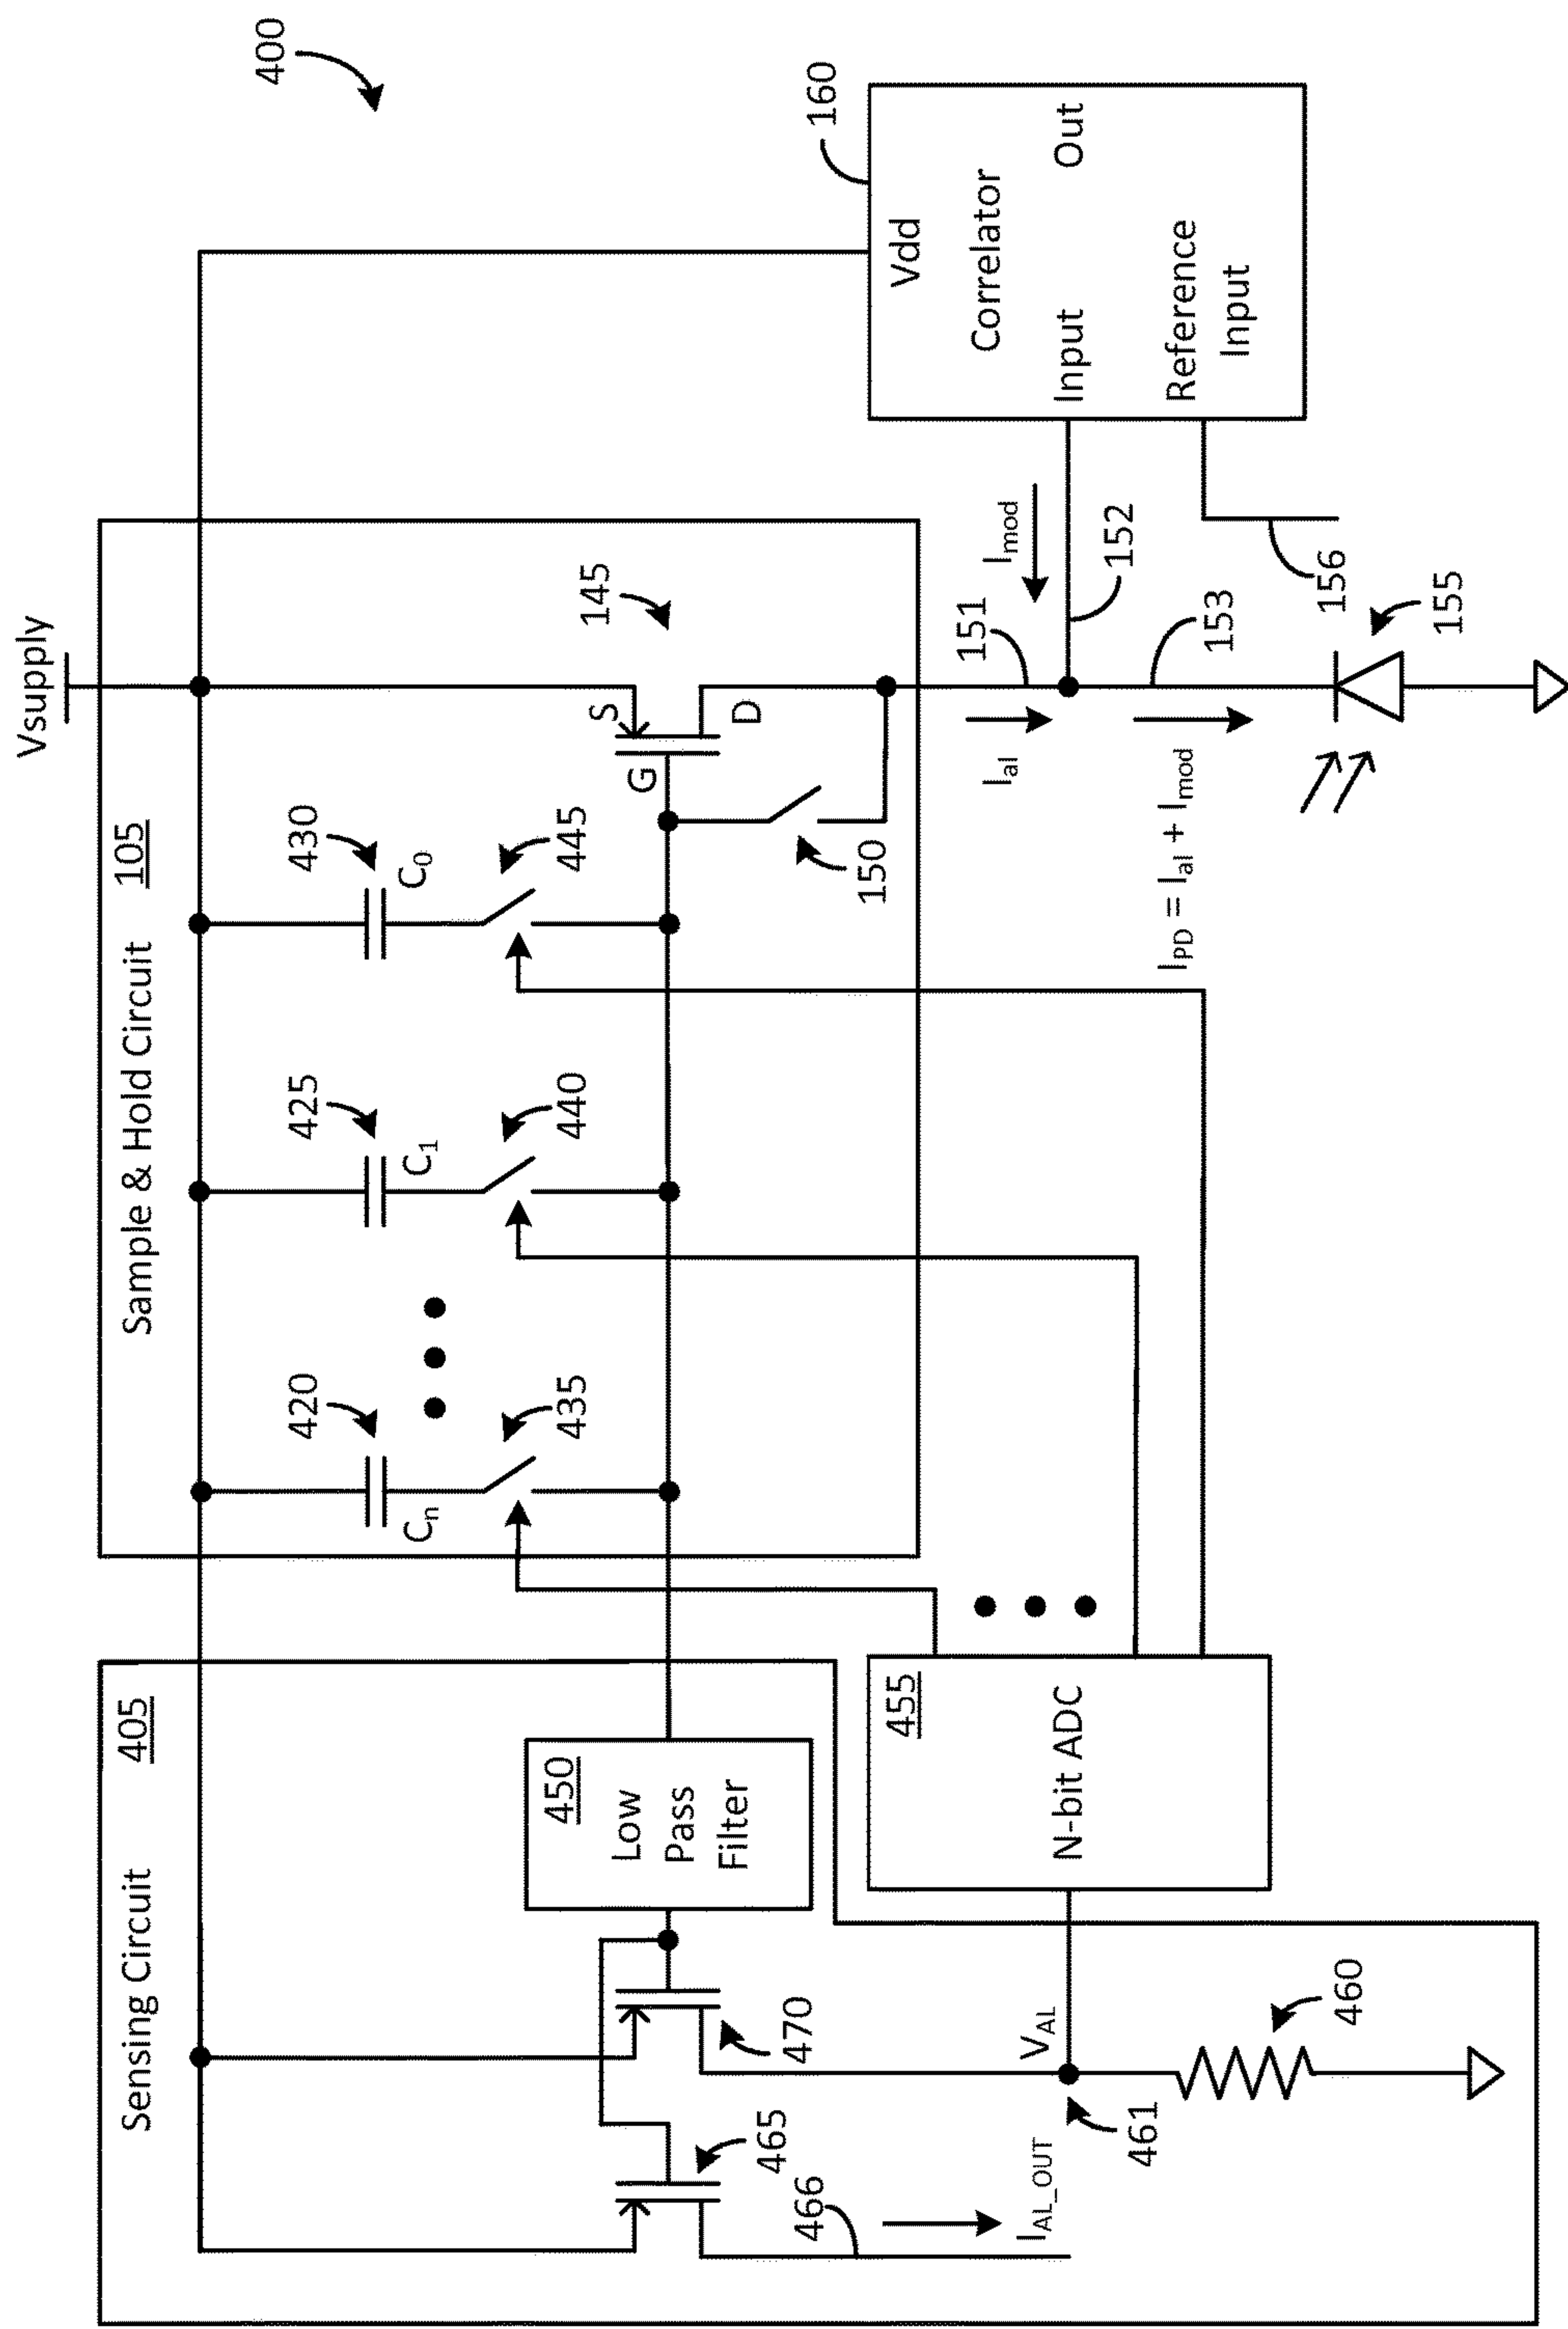 400
Vsupply
Sensing Circuit
405
Sample & Hold Circuit
105
420
Cn
435
425
C1
440
430
C0
445
S
G
D
145
150
160
Vdd
Correlator
Input
Out
Reference
Input
450
Low
Pass
Filter
465
466
IAL_OUT
470
VAL
461
460
455
N-bit ADC
Ial
151
Imod
152
153
IPD = Ial + Imod
156
155